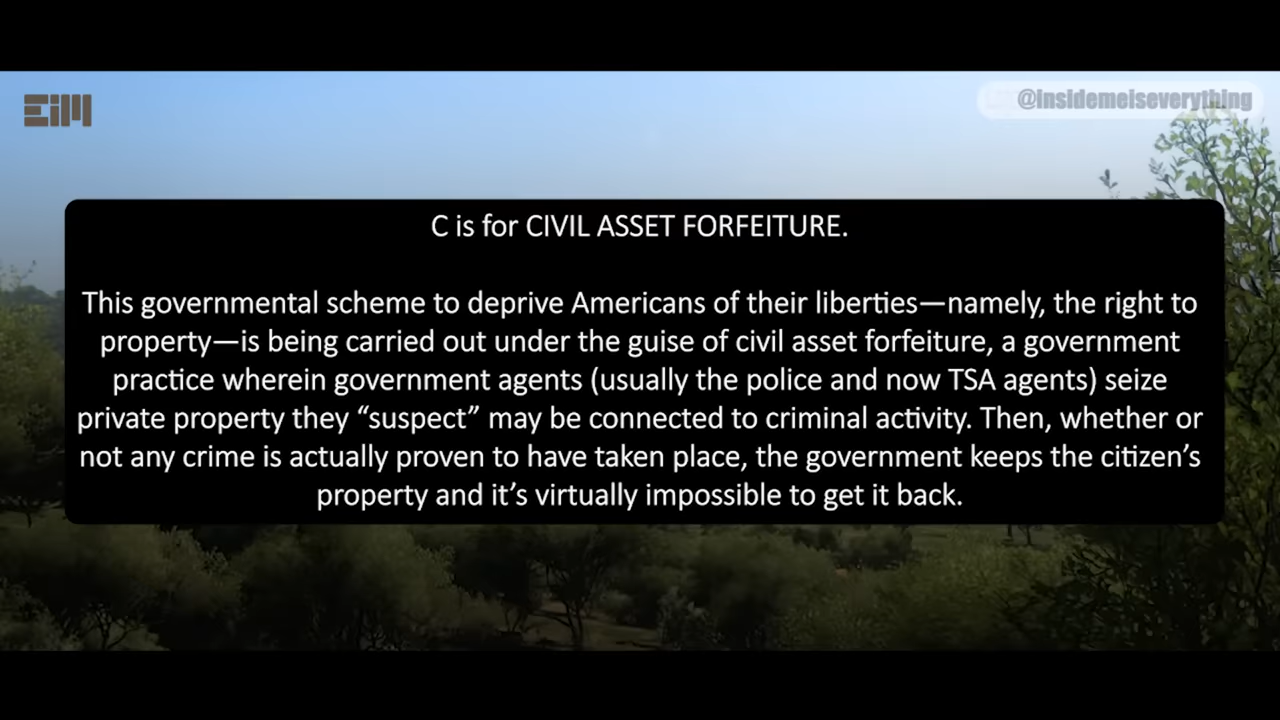 EiM
@insidemeiseverything
C is for CIVIL ASSET FORFEITURE.
This governmental scheme to deprive Americans of their liberties—namely, the right to
property—is being carried out under the guise of civil asset forfeiture, a government
practice wherein government agents (usually the police and now TSA agents) seize
private property they “suspect” may be connected to criminal activity. Then, whether or
not any crime is actually proven to have taken place, the government keeps the citizen’s
property and it’s virtually impossible to get it back.